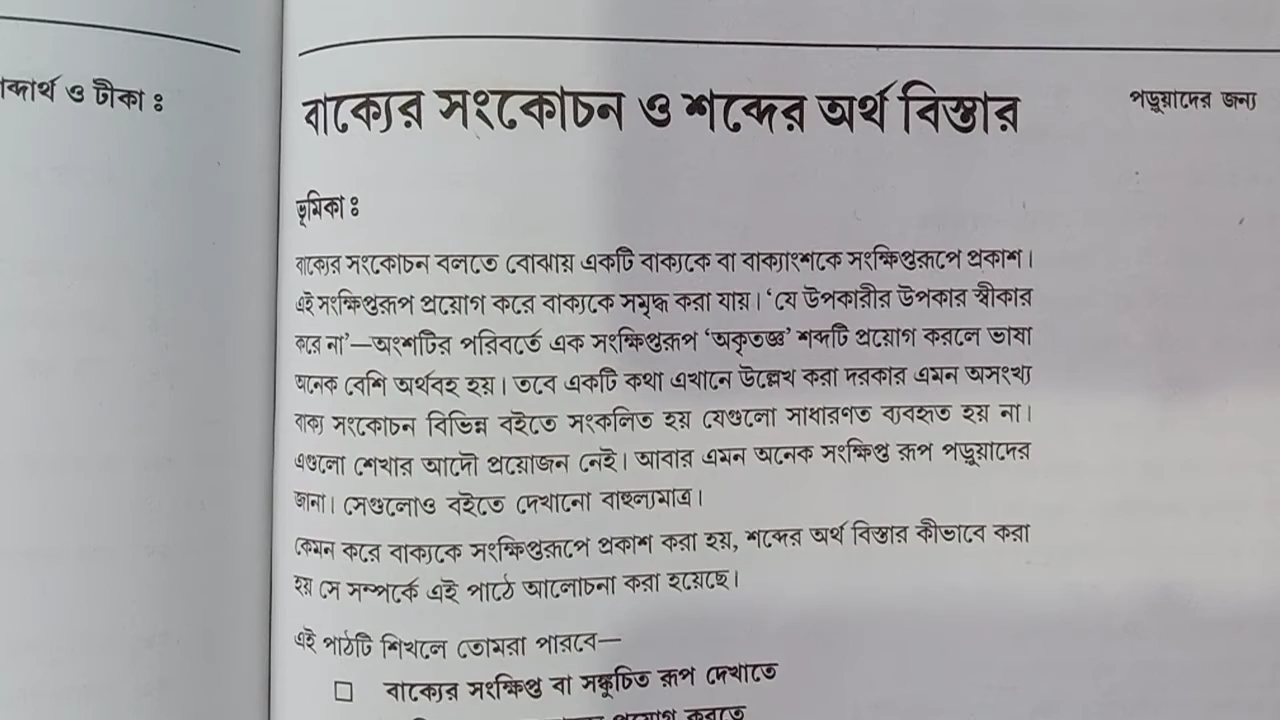 ব্দার্থ ও টীকা ঃ
বাক্যের সংকোচন ও শব্দের অর্থ বিস্তার
পড়ুয়াদের জন্য
ভূমিকা ঃ
বাক্যের সংকোচন বলতে বোঝায় একটি বাক্যকে বা বাক্যাংশকে সংক্ষিপ্তরূপে প্রকাশ।
এই সংক্ষিপ্তরূপ প্রয়োগ করে বাক্যকে সমৃদ্ধ করা যায়। ‘যে উপকারীর উপকার স্বীকার
করে না’—অংশটির পরিবর্তে এক সংক্ষিপ্তরূপ ‘অকৃতজ্ঞ’ শব্দটি প্রয়োগ করলে ভাষা
অনেক বেশি অর্থবহ হয়। তবে একটি কথা এখানে উল্লেখ করা দরকার এমন অসংখ্য
বাক্য সংকোচন বিভিন্ন বইতে সংকলিত হয় যেগুলো সাধারণত ব্যবহৃত হয় না।
এগুলো শেখার আদৌ প্রয়োজন নেই। আবার এমন অনেক সংক্ষিপ্ত রূপ পড়ুয়াদের
জানা। সেগুলোও বইতে দেখানো বাহুল্যমাত্র।
কেমন করে বাক্যকে সংক্ষিপ্তরূপে প্রকাশ করা হয়, শব্দের অর্থ বিস্তার কীভাবে করা
হয় সে সম্পর্কে এই পাঠে আলোচনা করা হয়েছে।
এই পাঠটি শিখলে তোমরা পারবে—
□ বাক্যের সংক্ষিপ্ত বা সঙ্কুচিত রূপ দেখাতে
প্রয়োগ করতে